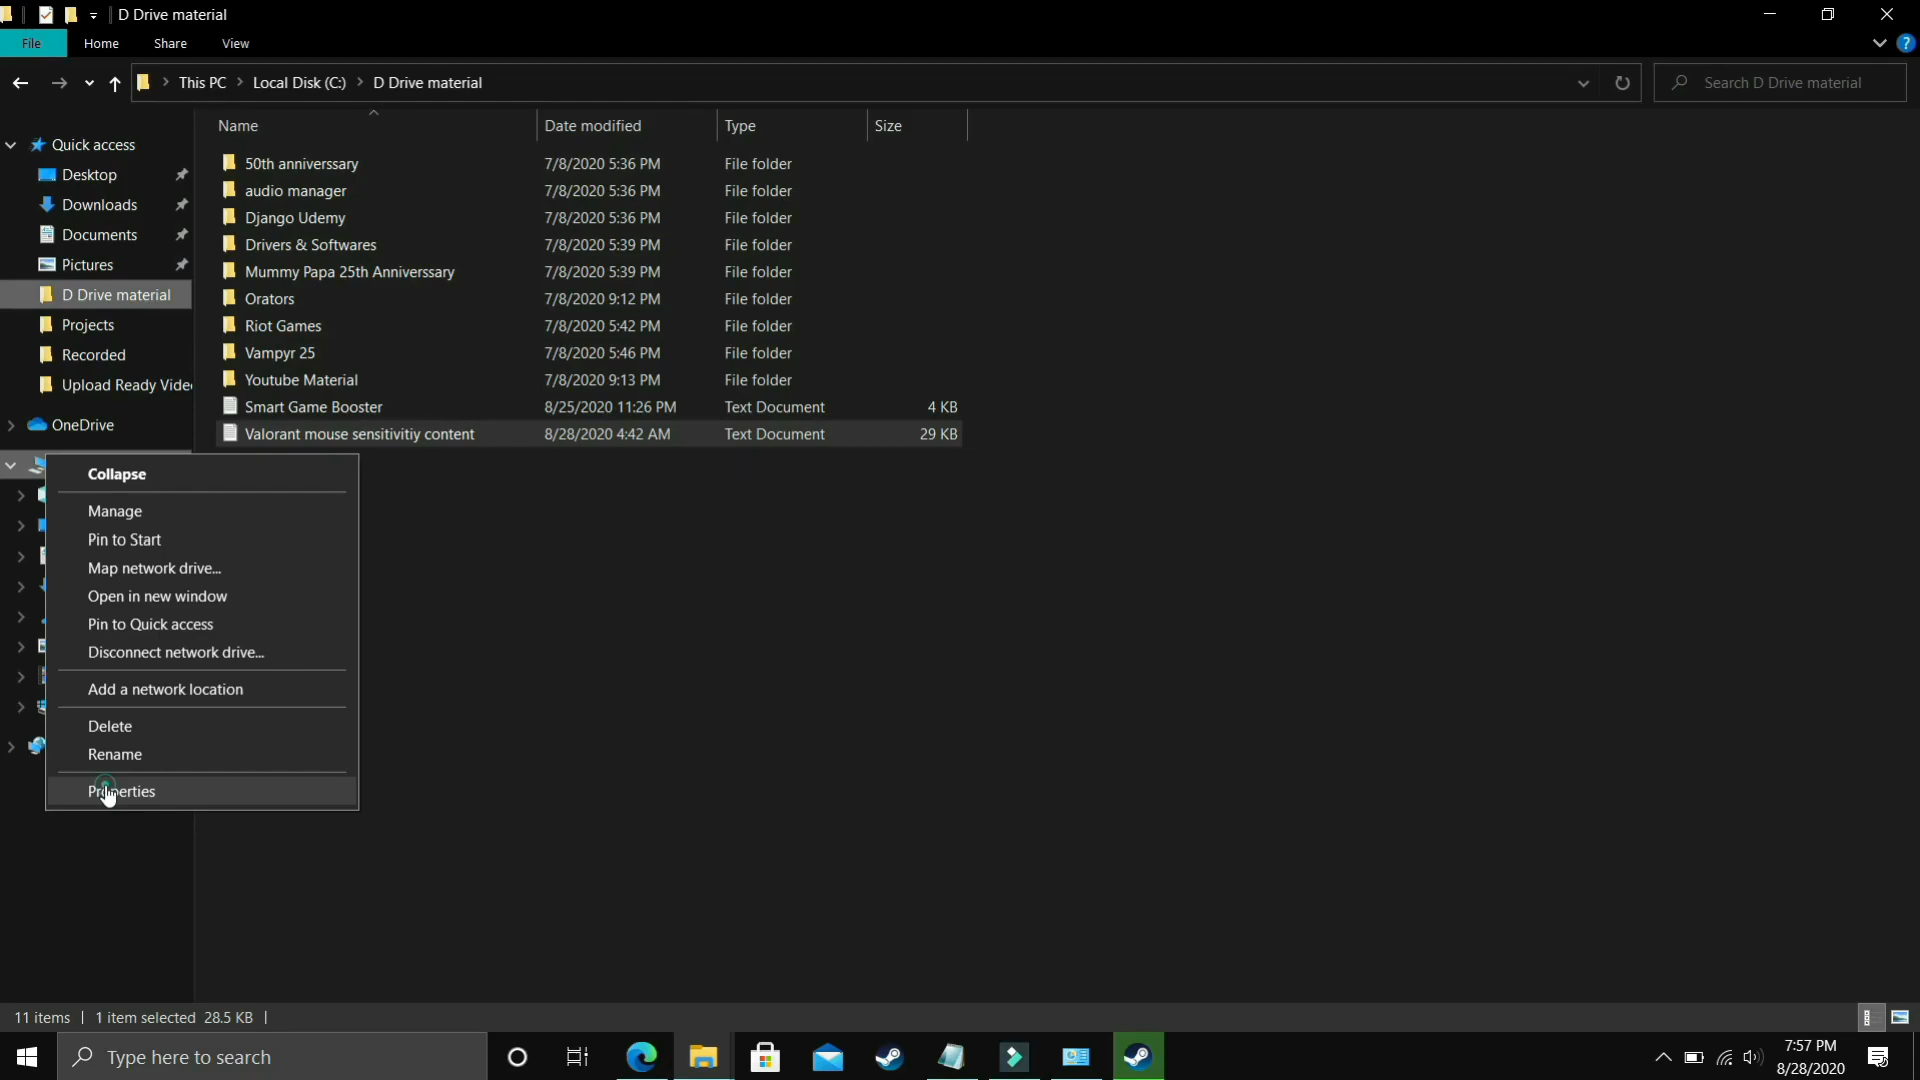 D Drive material
File Home Share View
This PC Local Disk (C:) D Drive material
Search D Drive material
Name Date modified Type Size
Quick access
Desktop
Downloads
Documents
Pictures
D Drive material
Projects
Recorded
Upload Ready Vide
OneDrive
50th anniverssary 7/8/2020 5:36 PM File folder
audio manager 7/8/2020 5:36 PM File folder
Django Udemy 7/8/2020 5:36 PM File folder
Drivers & Softwares 7/8/2020 5:39 PM File folder
Mummy Papa 25th Anniverssary 7/8/2020 5:39 PM File folder
Orators 7/8/2020 9:12 PM File folder
Riot Games 7/8/2020 5:42 PM File folder
Vampyr 25 7/8/2020 5:46 PM File folder
Youtube Material 7/8/2020 9:13 PM File folder
Smart Game Booster 8/25/2020 11:26 PM Text Document 4 KB
Valorant mouse sensitivitiy content 8/28/2020 4:42 AM Text Document 29 KB
Collapse
Manage
Pin to Start
Map network drive...
Open in new window
Pin to Quick access
Disconnect network drive...
Add a network location
Delete
Rename
Properties
11 items 1 item selected 28.5 KB
Type here to search
7:57 PM
8/28/2020